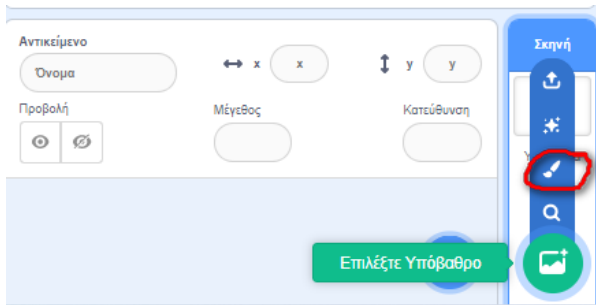 Αντικείμενο
Όνομα
x x
y y
Σκηνή
Προβολή
Μέγεθος
Κατεύθυνση
Επιλέξτε Υπόβαθρο